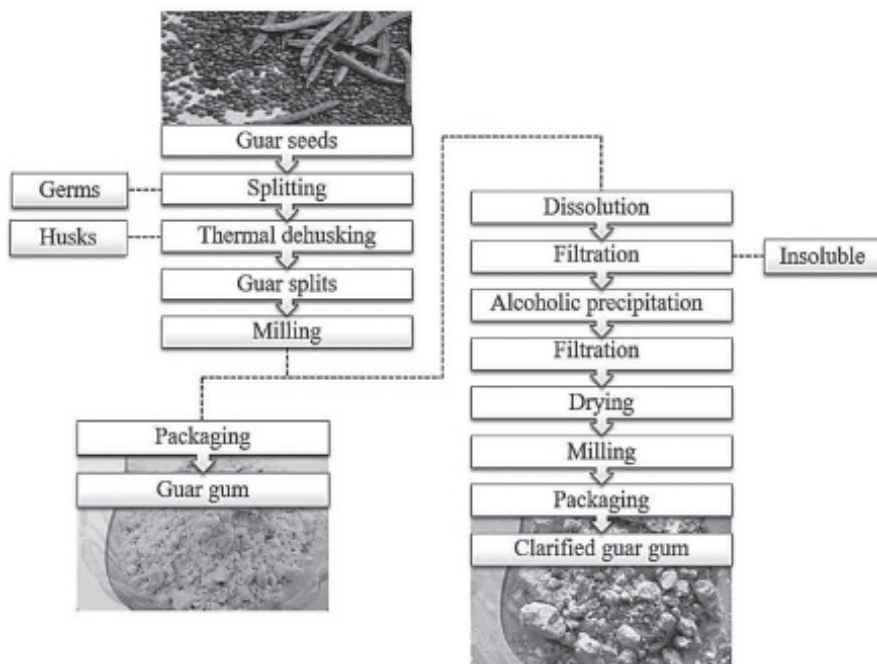 Guar seeds
Germs
Splitting
Husks
Thermal dehusking
Guar splits
Milling
Packaging
Guar gum
Dissolution
Filtration
Insoluble
Alcoholic precipitation
Filtration
Drying
Milling
Packaging
Clarified guar gum